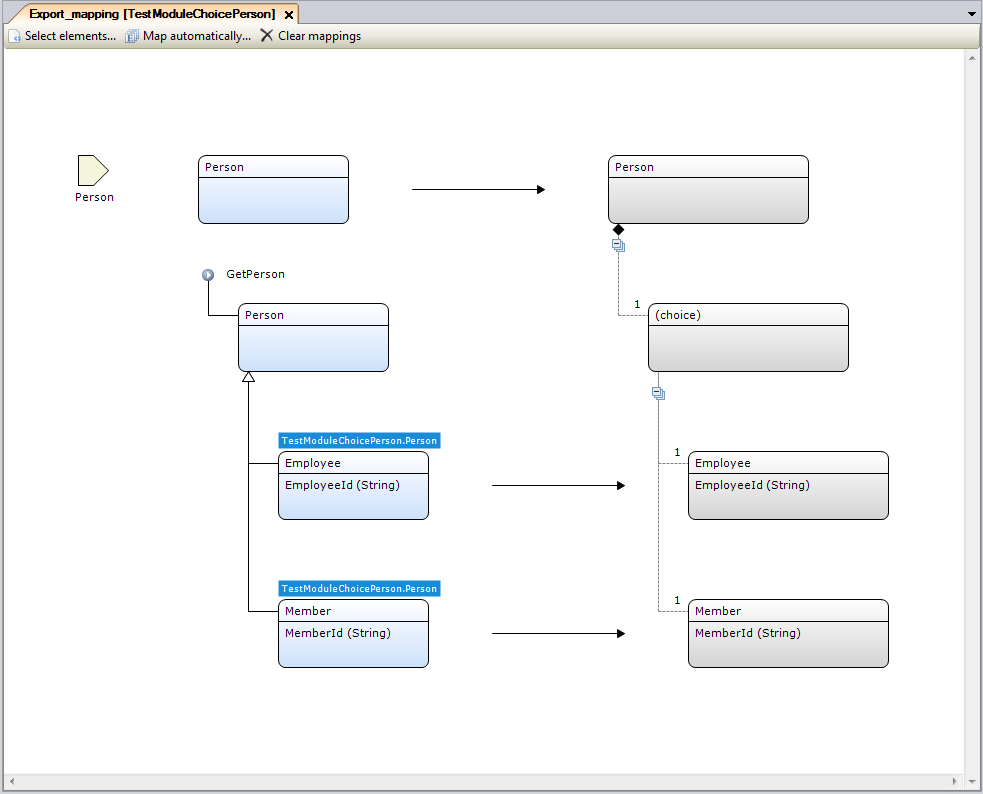 Export_mapping [TestModuleChoicePerson]
Select elements... Map automatically... Clear mappings
Person
Person
Person
GetPerson
Person
1
(choice)
TestModuleChoicePerson.Person
Employee
EmployeeId (String)
1
Employee
EmployeeId (String)
TestModuleChoicePerson.Person
Member
MemberId (String)
1
Member
MemberId (String)